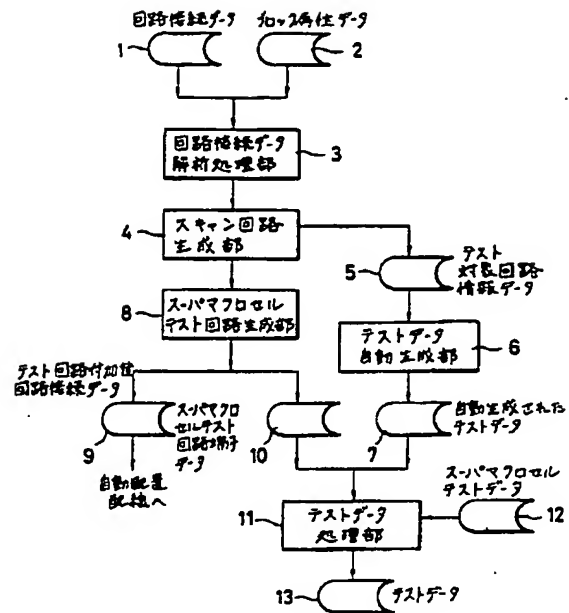 回路接続データ
ブロック属性データ
1
2
回路接続データ
解析処理部
3
スキャン回路
生成部
4
テスト
対象回路
情報データ
5
スーパマクロセル
テスト回路生成部
8
テストデータ
自動生成部
6
テスト回路付加後
回路接続データ
9
スーパマクロ
セルテスト
回路端子
データ
10
7
自動生成された
テストデータ
自動配置
配線へ
スーパマクロセル
テストデータ
11
テストデータ
処理部
12
13
テストデータ